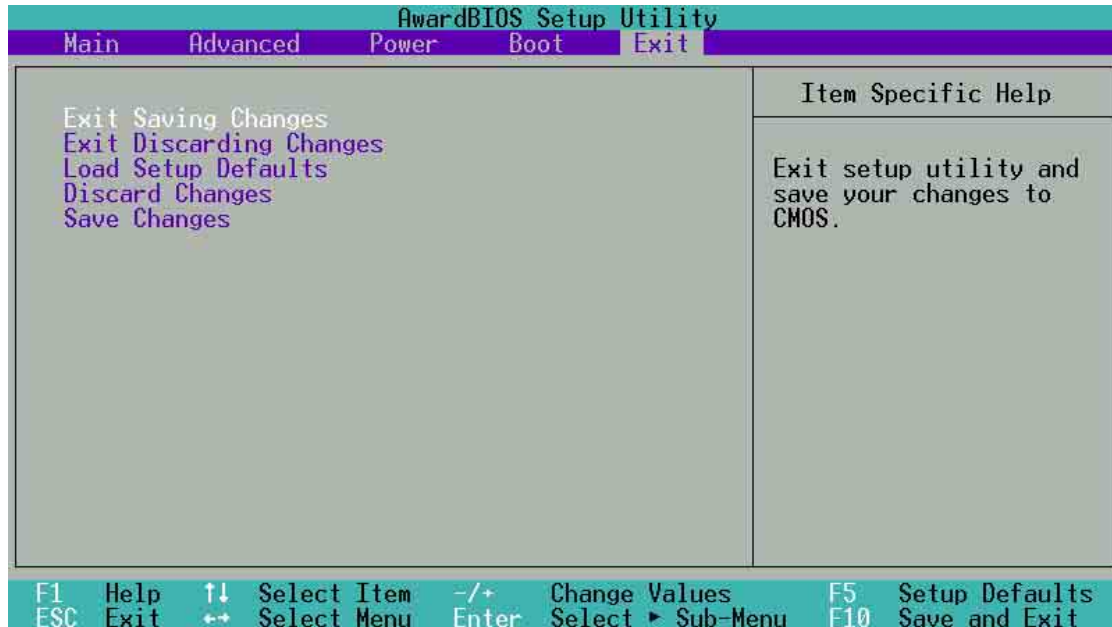 AwardBIOS Setup Utility
Main Advanced Power Boot Exit
Exit Saving Changes
Exit Discarding Changes
Load Setup Defaults
Discard Changes
Save Changes
Item Specific Help
Exit setup utility and
save your changes to
CMOS.
F1 Help ↑↓ Select Item -/+ Change Values F5 Setup Defaults
ESC Exit ←→ Select Menu Enter Select ► Sub-Menu F10 Save and Exit